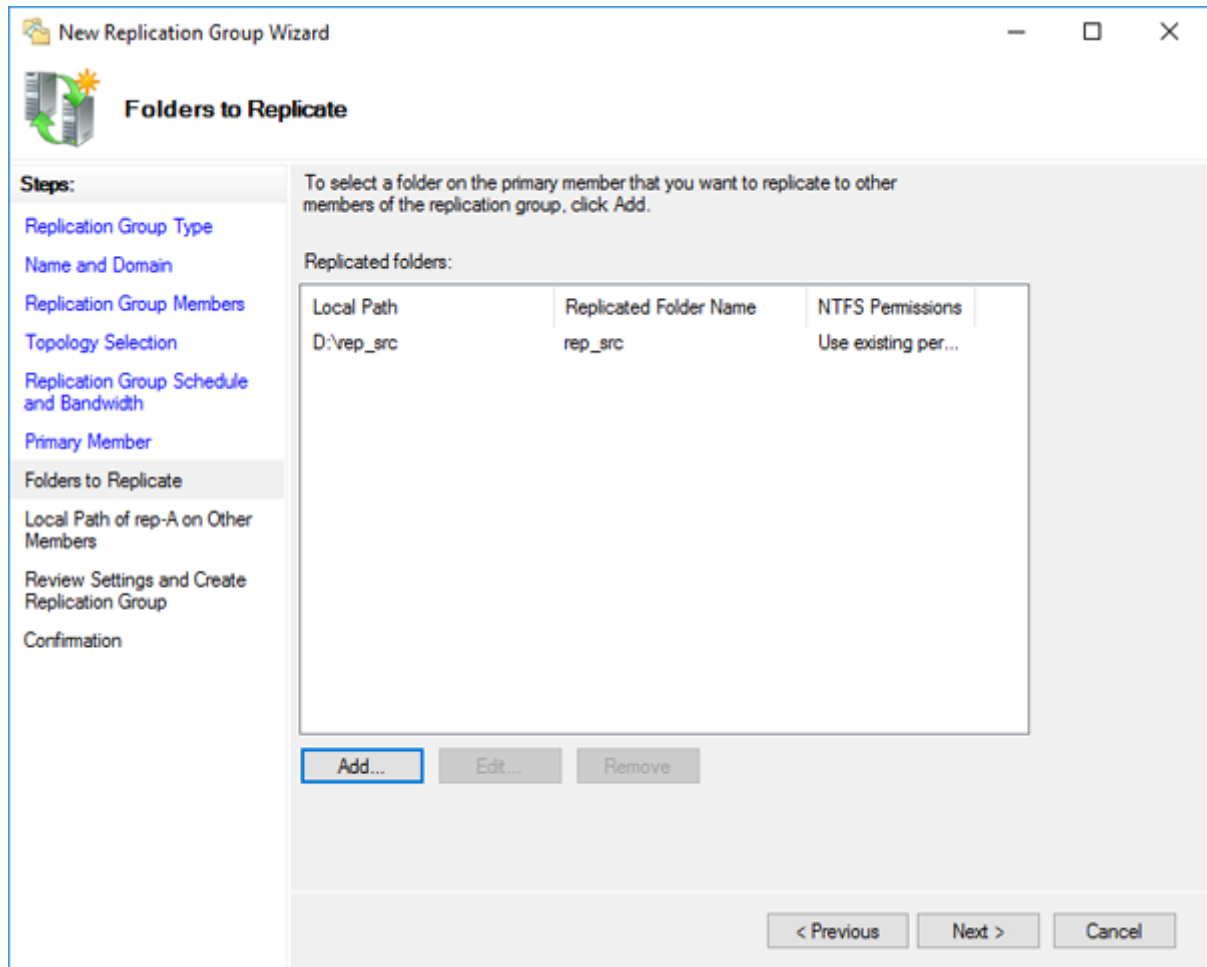 New Replication Group Wizard
Folders to Replicate
Steps:
Replication Group Type
Name and Domain
Replication Group Members
Topology Selection
Replication Group Schedule
and Bandwidth
Primary Member
Folders to Replicate
Local Path of rep-A on Other
Members
Review Settings and Create
Replication Group
Confirmation
To select a folder on the primary member that you want to replicate to other
members of the replication group, click Add.
Replicated folders:
Local Path Replicated Folder Name NTFS Permissions
D:\rep_src rep_src Use existing per...
Add... Edit... Remove
< Previous Next > Cancel